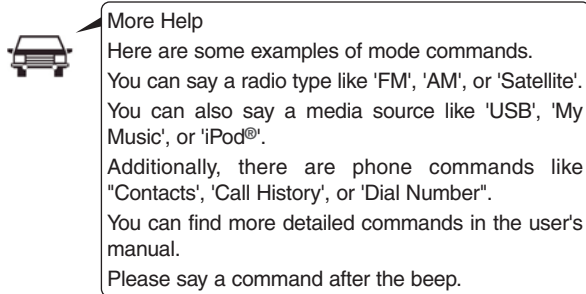 More Help
Here are some examples of mode commands.
You can say a radio type like 'FM', 'AM', or 'Satellite'.
You can also say a media source like 'USB', 'My
Music', or 'iPod®'.
Additionally, there are phone commands like
"Contacts', 'Call History', or 'Dial Number".
You can find more detailed commands in the user's
manual.
Please say a command after the beep.